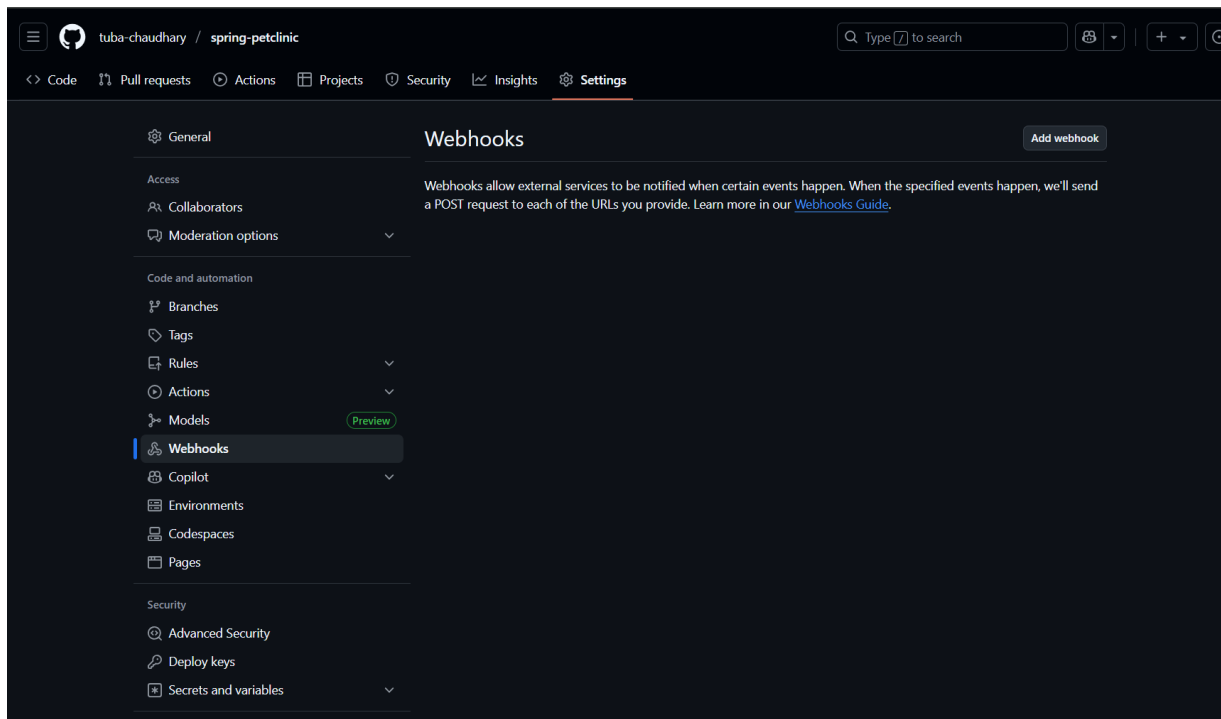 tuba-chaudhary / spring-petclinic
Type / to search
Code Pull requests Actions Projects Security Insights Settings
General
Access
Collaborators
Moderation options
Code and automation
Branches
Tags
Rules
Actions
Models Preview
Webhooks
Copilot
Environments
Codespaces
Pages
Security
Advanced Security
Deploy keys
Secrets and variables
Webhooks Add webhook
Webhooks allow external services to be notified when certain events happen. When the specified events happen, we'll send
a POST request to each of the URLs you provide. Learn more in our Webhooks Guide.